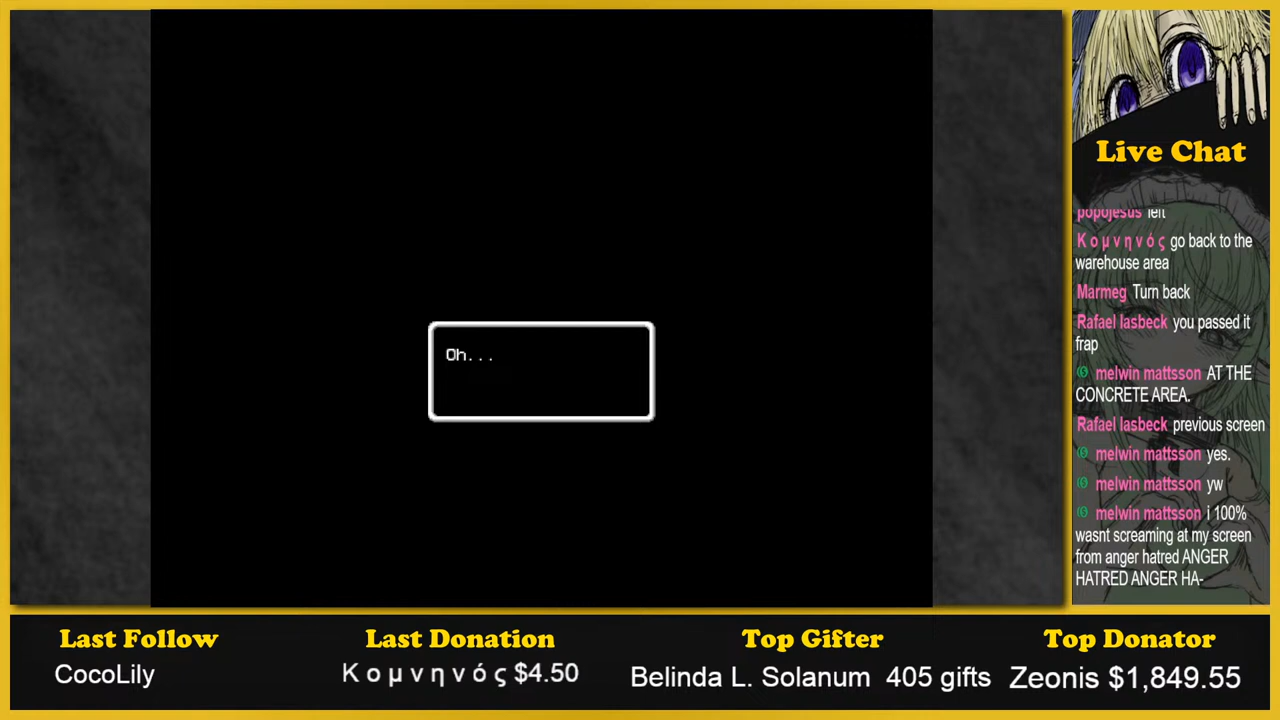 Oh...
Live Chat
popojesus left
Κ ο μ ν η ν ό ς go back to the
warehouse area
Marmeg Turn back
Rafael lasbeck you passed it
frap
melwin mattsson AT THE
CONCRETE AREA.
Rafael lasbeck previous screen
melwin mattsson yes.
melwin mattsson yw
melwin mattsson i 100%
wasnt screaming at my screen
from anger hatred ANGER
HATRED ANGER HA-
Last Follow
CocoLily
Last Donation
Κ ο μ ν η ν ό ς $4.50
Top Gifter
Belinda L. Solanum 405 gifts
Top Donator
Zeonis $1,849.55